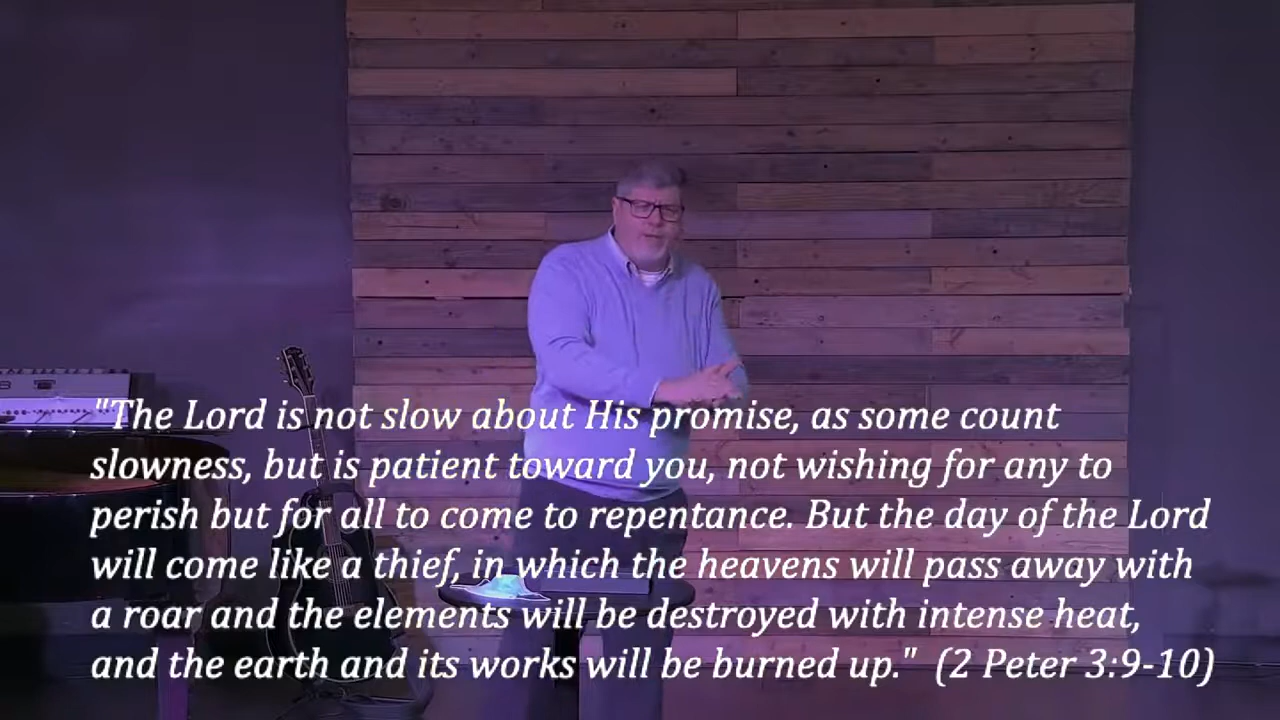 "The Lord is not slow about His promise, as some count
slowness, but is patient toward you, not wishing for any to
perish but for all to come to repentance. But the day of the Lord
will come like a thief, in which the heavens will pass away with
a roar and the elements will be destroyed with intense heat,
and the earth and its works will be burned up." (2 Peter 3:9-10)